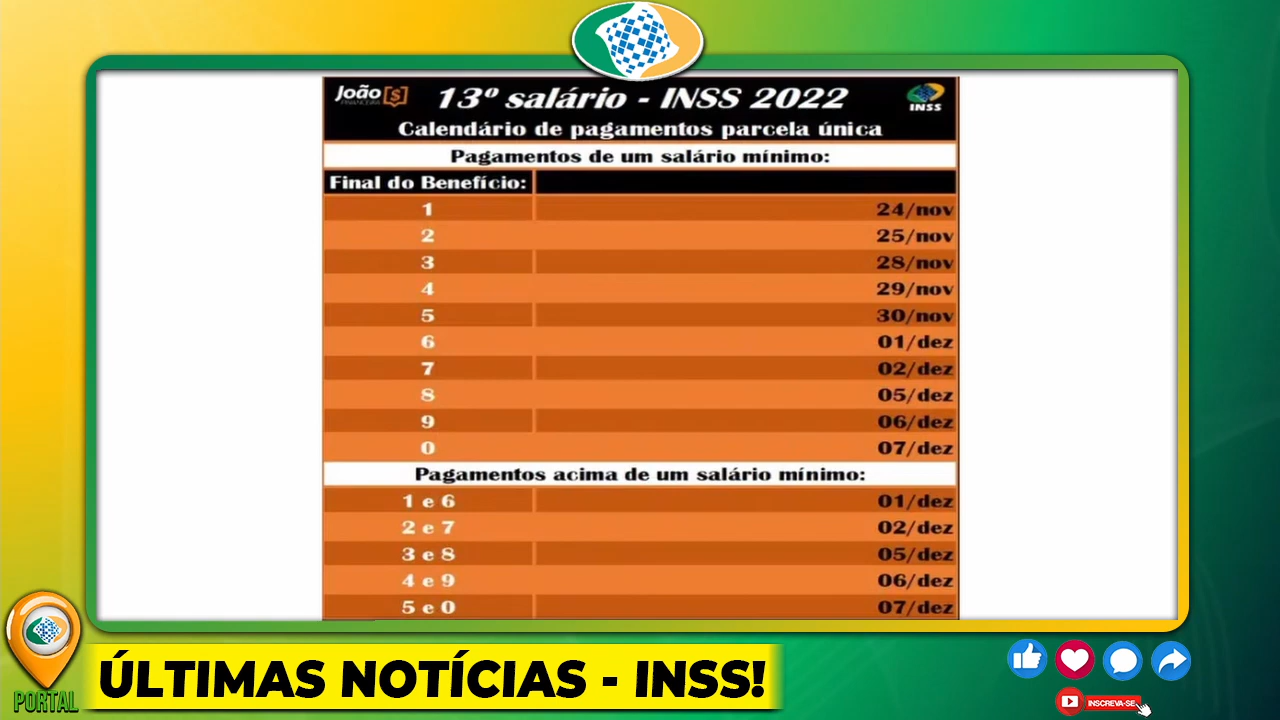 João $
FINANCEIRA
13º salário - INSS 2022
INSS
Calendário de pagamentos parcela única
Pagamentos de um salário mínimo:
Final do Benefício:
1 24/nov
2 25/nov
3 28/nov
4 29/nov
5 30/nov
6 01/dez
7 02/dez
8 05/dez
9 06/dez
0 07/dez
Pagamentos acima de um salário mínimo:
1 e 6 01/dez
2 e 7 02/dez
3 e 8 05/dez
4 e 9 06/dez
5 e 0 07/dez
PORTAL
ÚLTIMAS NOTÍCIAS - INSS!
INSCREVA-SE